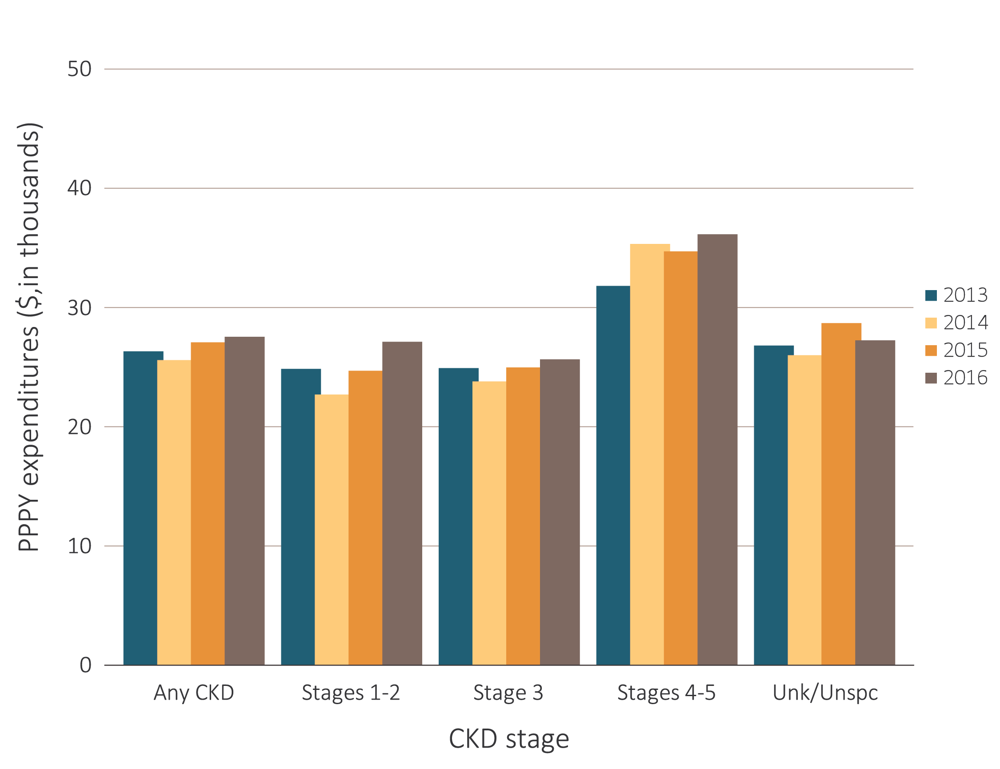 PPPY expenditures ($,in thousands)
50
40
30
20
10
0
Any CKD
Stages 1-2
Stage 3
Stages 4-5
Unk/Unspc
CKD stage
2013
2014
2015
2016